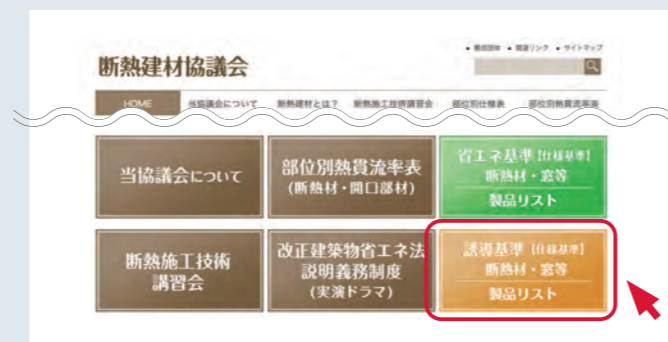 • 構成団体 • 関連リンク • サイトマップ
断熱建材協議会
HOME 当協議会について 断熱建材とは？ 断熱施工技術講習会 部位別仕様表 部位別熱貫流率表
当協議会について
部位別熱貫流率表
(断熱材・開口部材)
省エネ基準【仕様基準】
断熱材・窓等
製品リスト
断熱施工技術
講習会
改正建築物省エネ法
説明義務制度
(実演ドラマ)
誘導基準【仕様基準】
断熱材・窓等
製品リスト